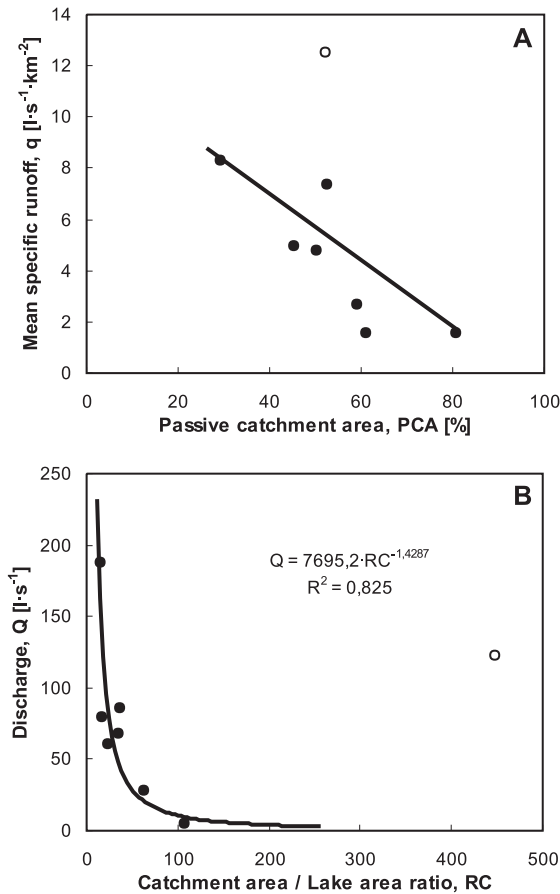 A
Mean specific runoff, q [l·s⁻¹·km⁻²]
14
12
10
8
6
4
2
0
0 20 40 60 80 100
Passive catchment area, PCA [%]
B
Discharge, Q [l·s⁻¹]
250
200
150
100
50
0
Q = 7695,2·RC⁻¹,⁴²⁸⁷
R² = 0,825
0 100 200 300 400 500
Catchment area / Lake area ratio, RC